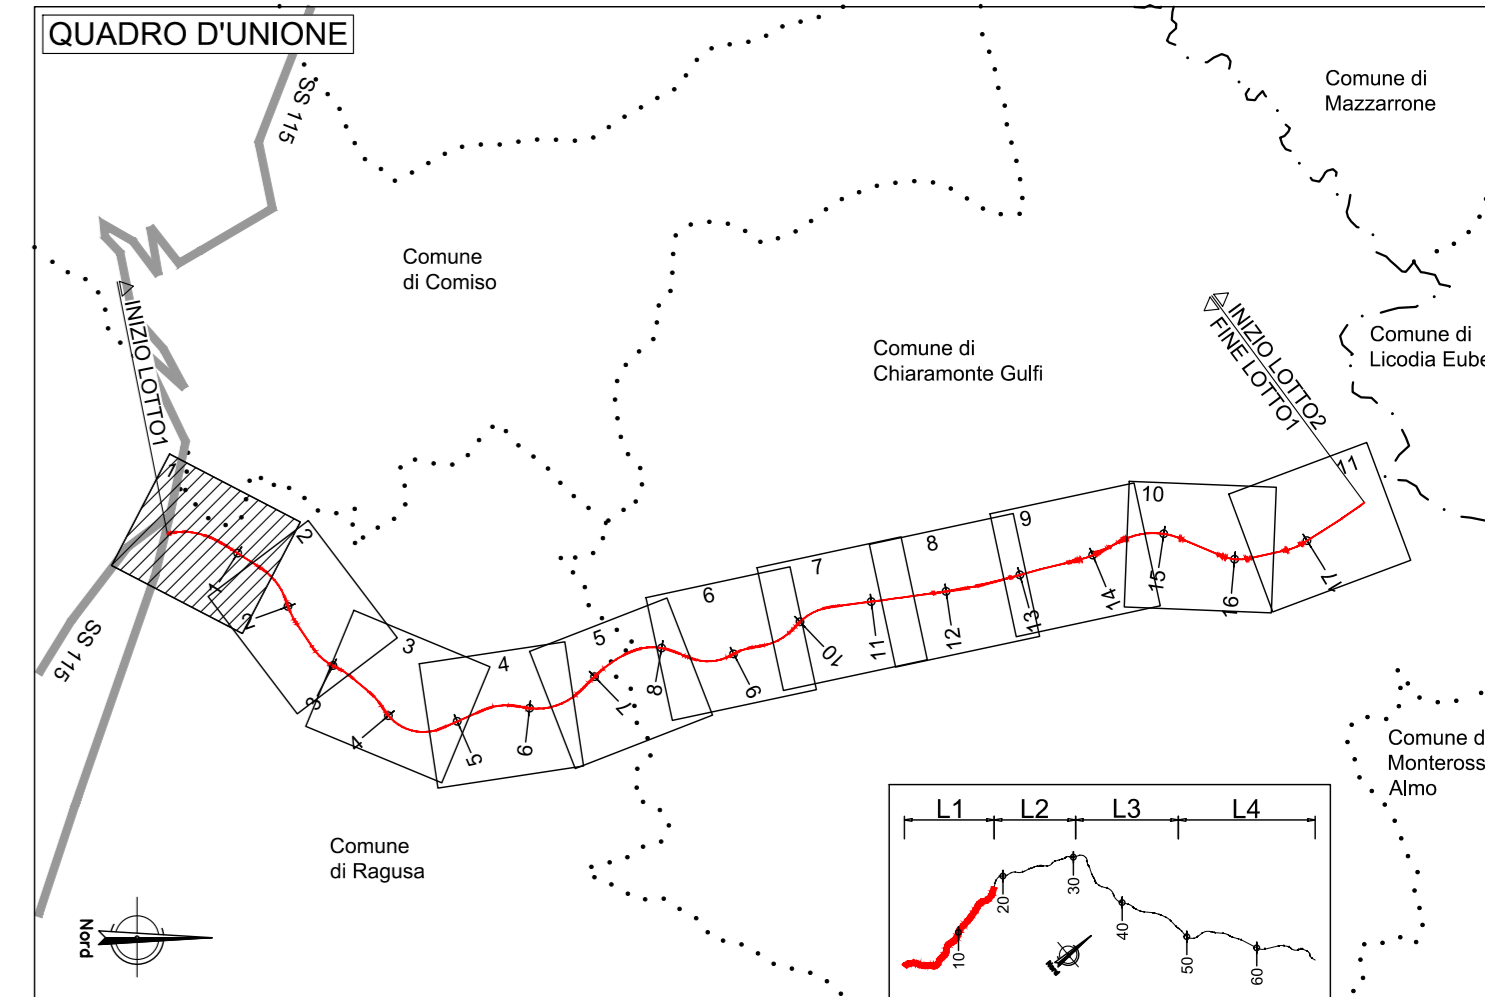 QUADRO D'UNIONE
SS 115
Comune di
Mazzarrone
Comune
di Comiso
INIZIO LOTTO1
INIZIO LOTTO2
FINE LOTTO1
Comune di
Licodia Eube
Comune di
Chiaramonte Gulfi
1
2
3
4
5
6
7
8
9
10
11
1
2
3
4
5
6
7
8
9
10
11
12
13
14
15
16
17
SS 115
Comune
di Ragusa
Comune d
Monteross
Almo
Nord
L1
L2
L3
L4
10
20
30
40
50
60